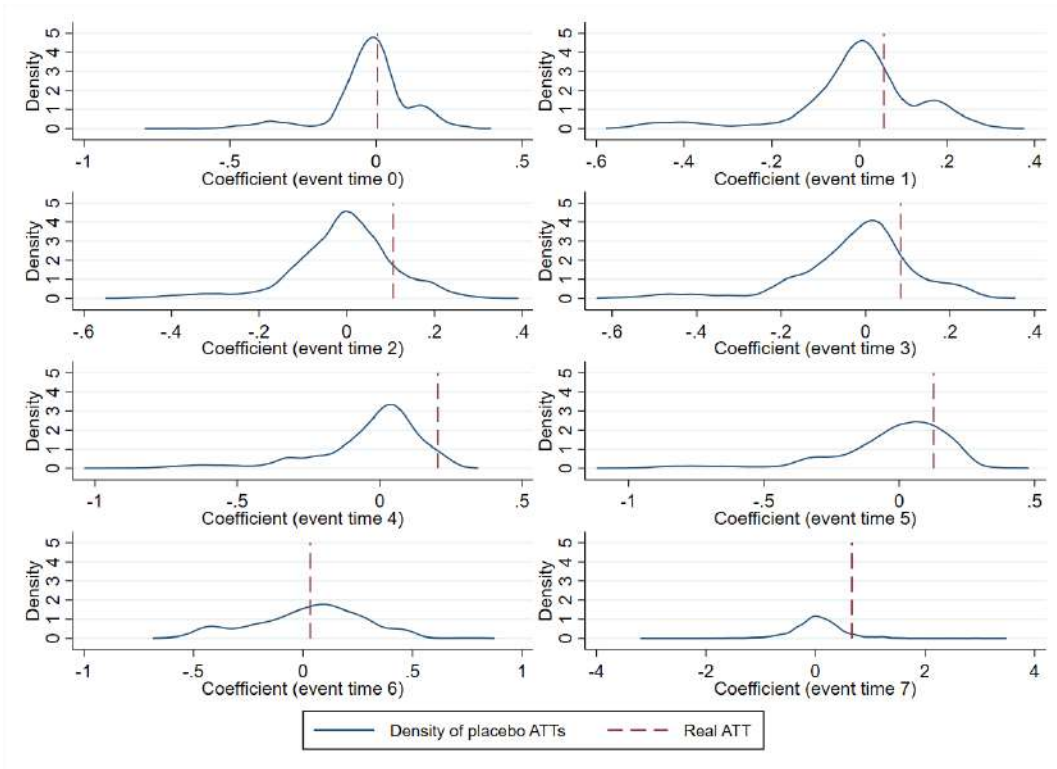 Density
5
4
3
2
1
0
-1 -.5 0 .5
Coefficient (event time 0)
Density
5
4
3
2
1
0
-.6 -.4 -.2 0 .2 .4
Coefficient (event time 1)
Density
5
4
3
2
1
0
-.6 -.4 -.2 0 .2 .4
Coefficient (event time 2)
Density
5
4
3
2
1
0
-.6 -.4 -.2 0 .2 .4
Coefficient (event time 3)
Density
5
4
3
2
1
0
-1 -.5 0 .5
Coefficient (event time 4)
Density
5
4
3
2
1
0
-1 -.5 0 .5
Coefficient (event time 5)
Density
5
4
3
2
1
0
-1 -.5 0 .5 1
Coefficient (event time 6)
Density
5
4
3
2
1
0
-4 -2 0 2 4
Coefficient (event time 7)
Density of placebo ATTs Real ATT